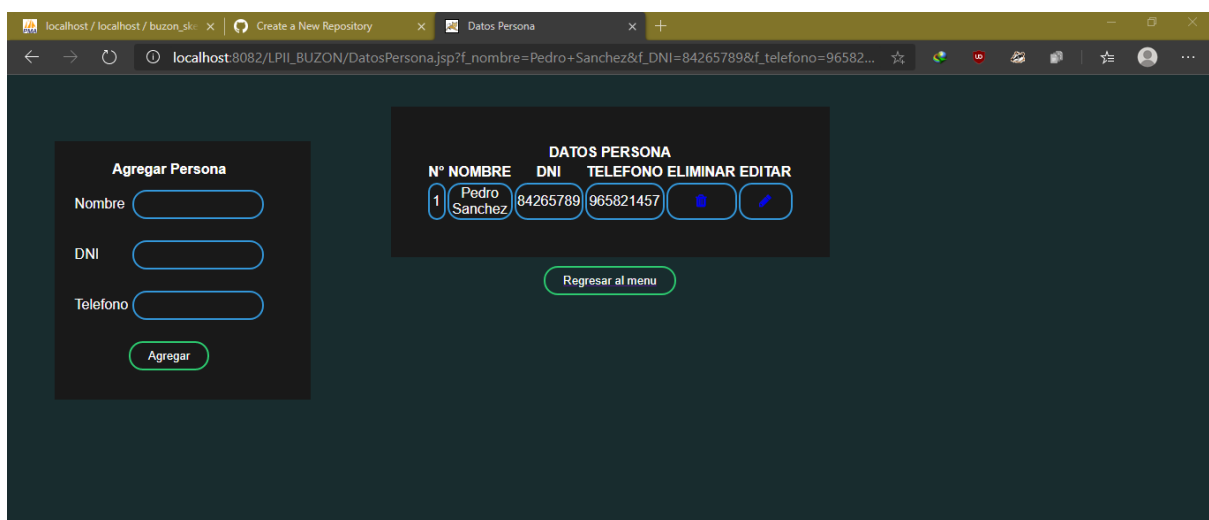 localhost / localhost / buzon_sk
Create a New Repository
Datos Persona
localhost:8082/LPII_BUZON/DatosPersona.jsp?f_nombre=Pedro+Sanchez&f_DNI=84265789&f_telefono=96582...
Agregar Persona
Nombre
DNI
Telefono
Agregar
DATOS PERSONA
N° NOMBRE DNI TELEFONO ELIMINAR EDITAR
1 Pedro Sanchez 84265789 965821457
Regresar al menu